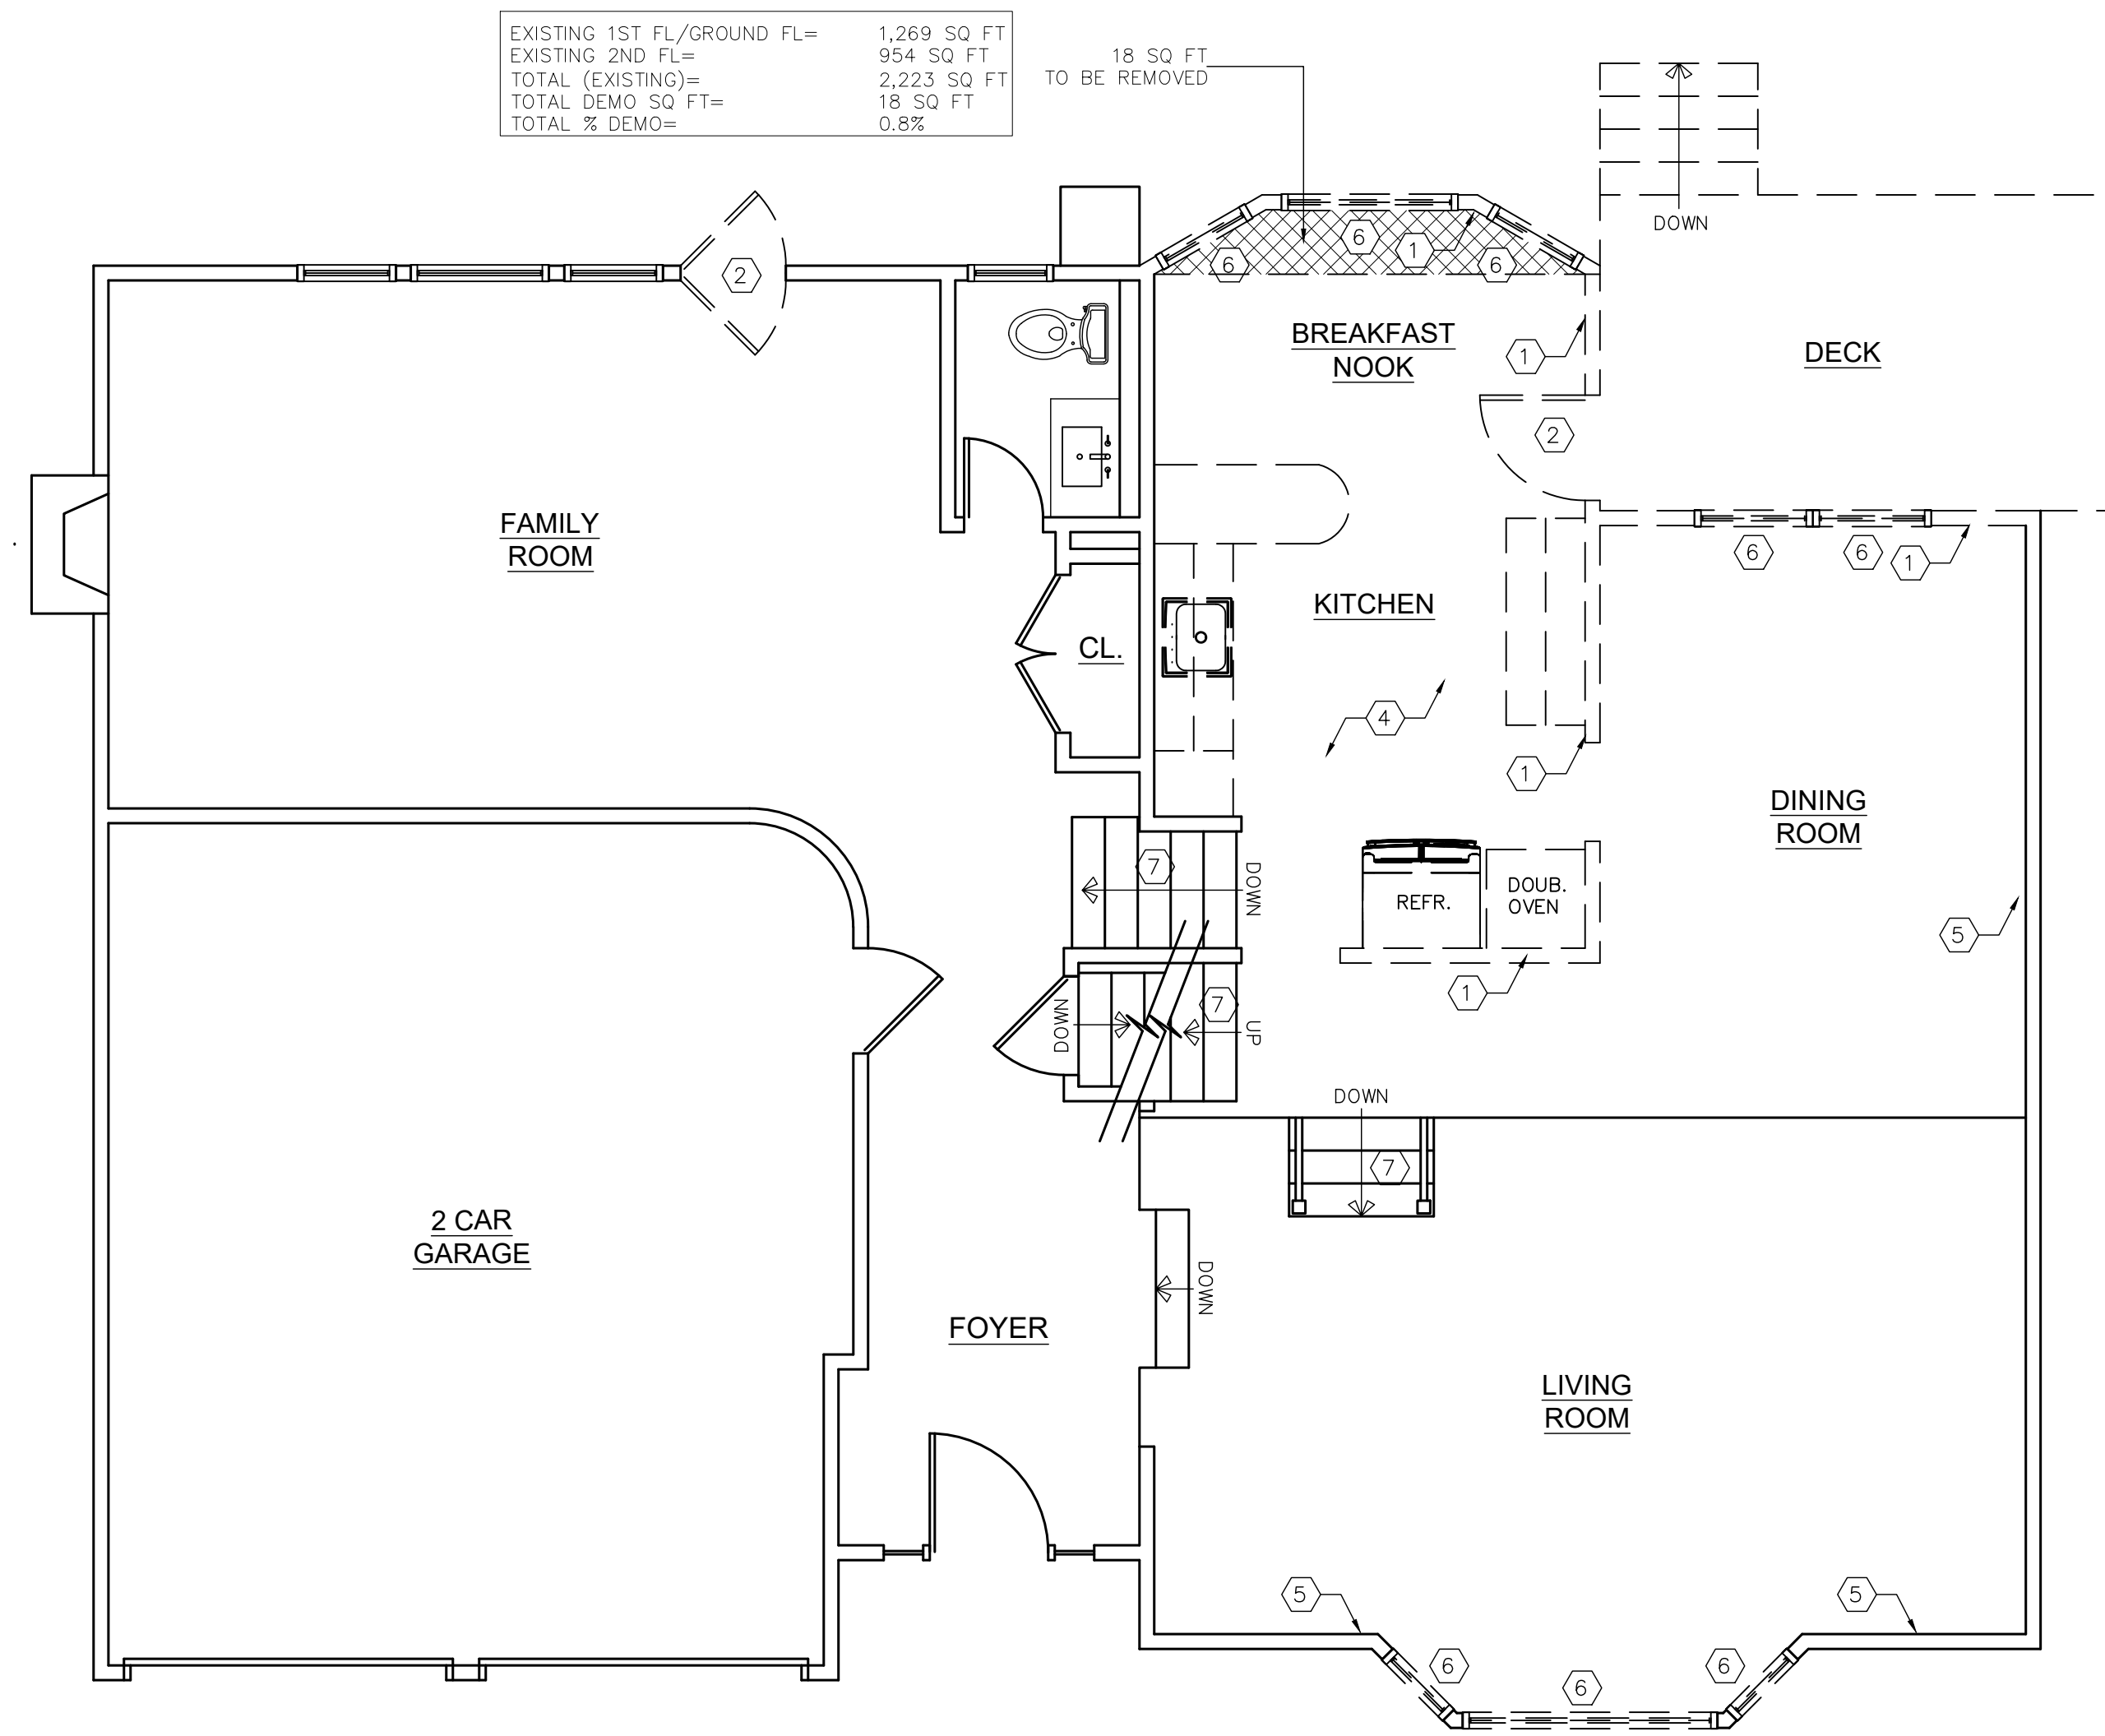 EXISTING 1ST FL/GROUND FL= 1,269 SQ FT
EXISTING 2ND FL= 954 SQ FT
TOTAL (EXISTING)= 2,223 SQ FT
TOTAL DEMO SQ FT= 18 SQ FT
TOTAL % DEMO= 0.8%
18 SQ FT
TO BE REMOVED
DOWN
2
6
6
1
6
BREAKFAST
NOOK
1
DECK
2
FAMILY
ROOM
6
6
1
KITCHEN
CL.
4
1
DINING
ROOM
7
DOWN
REFR.
DOUB.
OVEN
5
1
DOWN
7
UP
DOWN
7
2 CAR
GARAGE
DOWN
FOYER
LIVING
ROOM
5
5
6
6
6